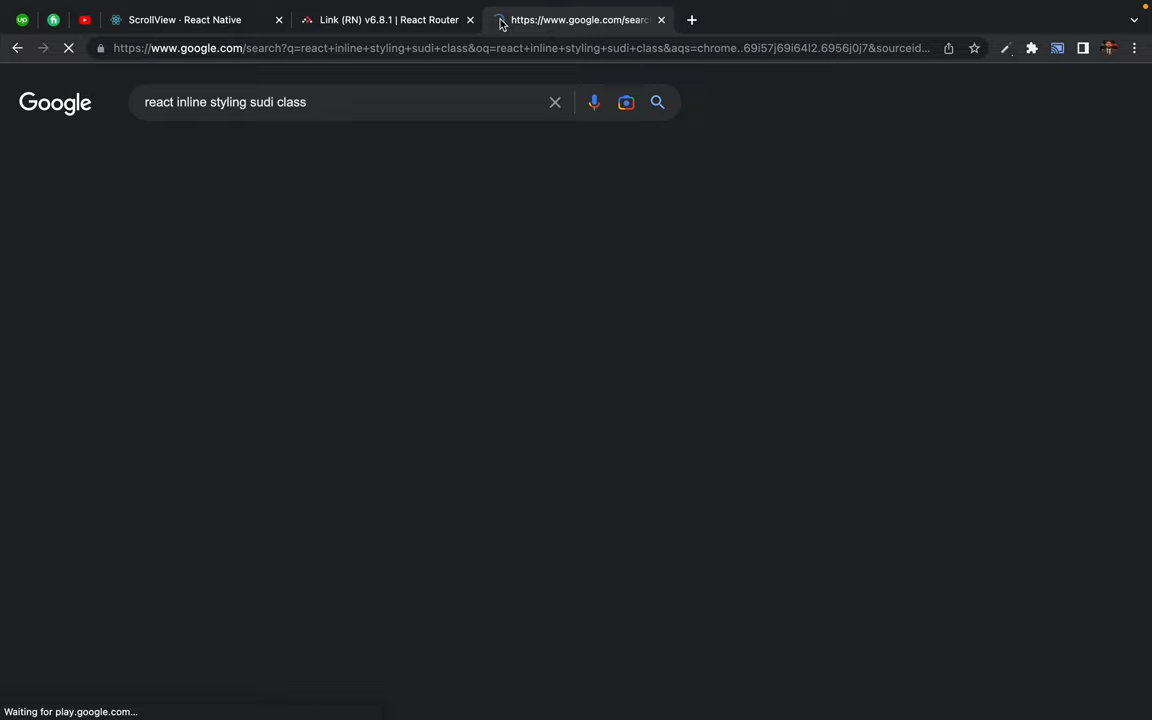 up
fi
ScrollView · React Native
Link (RN) v6.8.1 | React Router
https://www.google.com/searc
https://www.google.com/search?q=react+inline+styling+sudi+class&oq=react+inline+styling+sudi+class&aqs=chrome..69i57j69i64l2.6956j0j7&sourceid...
Google
react inline styling sudi class
Waiting for play.google.com...